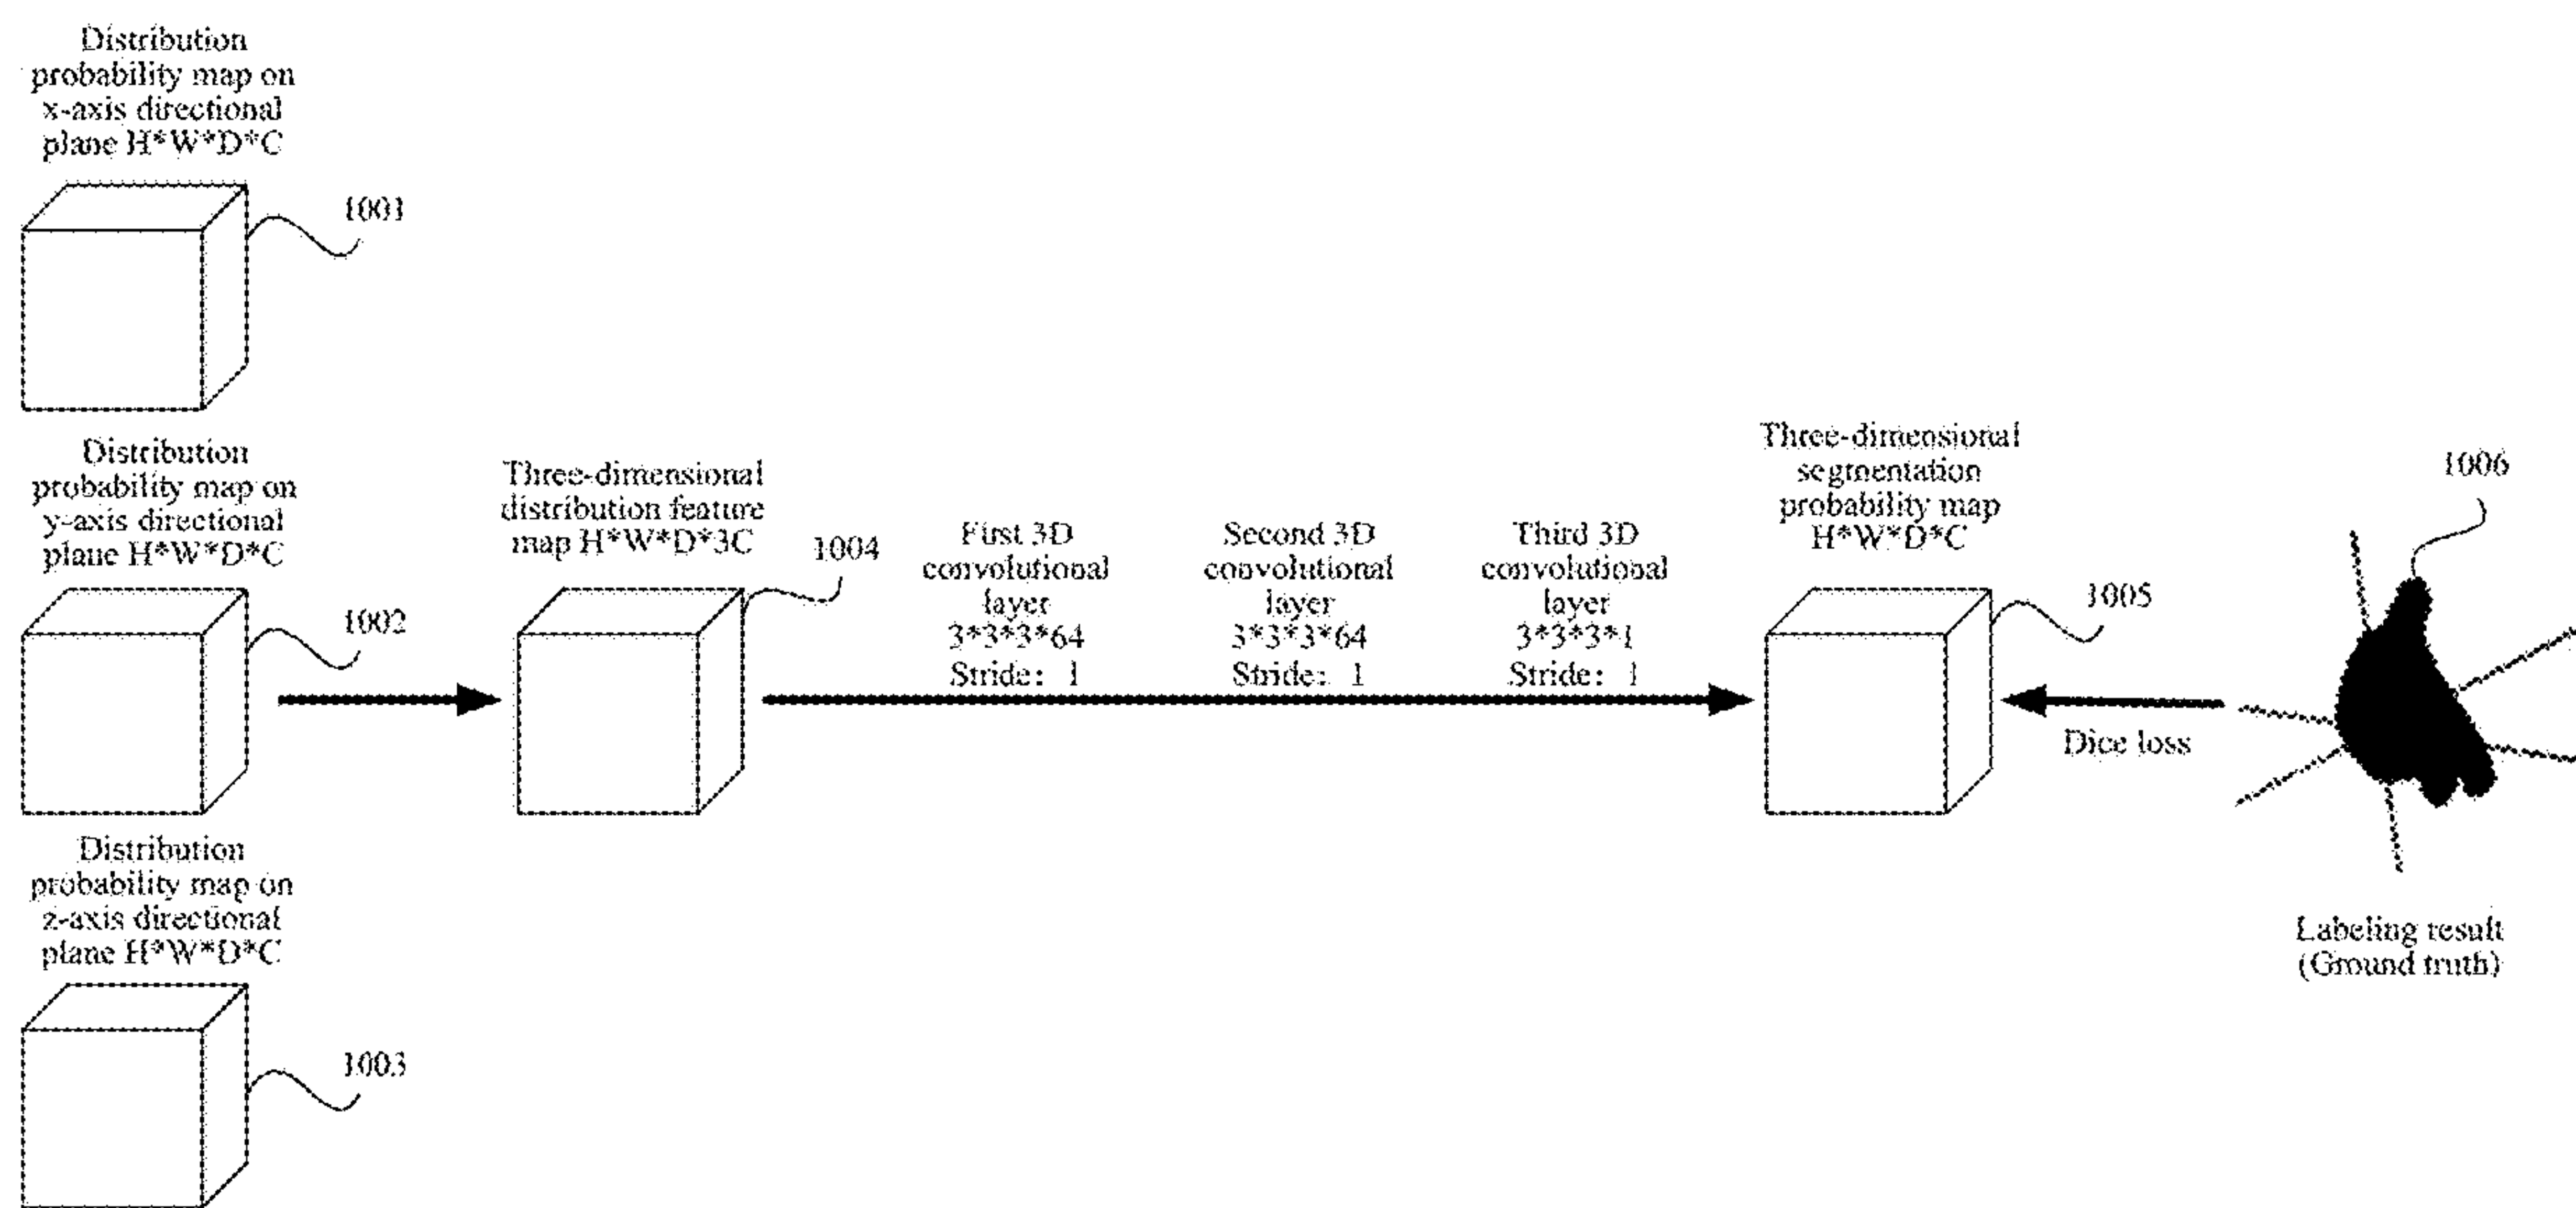 Distribution
probability map on
x-axis directional
plane H*W*D*C
1001
Distribution
probability map on
y-axis directional
plane H*W*D*C
1002
Distribution
probability map on
z-axis directional
plane H*W*D*C
1003
Three-dimensional
distribution feature
map H*W*D*3C
1004
First 3D
convolutional
layer
3*3*3*64
Stride: 1
Second 3D
convolutional
layer
3*3*3*64
Stride: 1
Third 3D
convolutional
layer
3*3*3*1
Stride: 1
Three-dimensional
segmentation
probability map
H*W*D*C
1005
Dice loss
1006
Labeling result
(Ground truth)